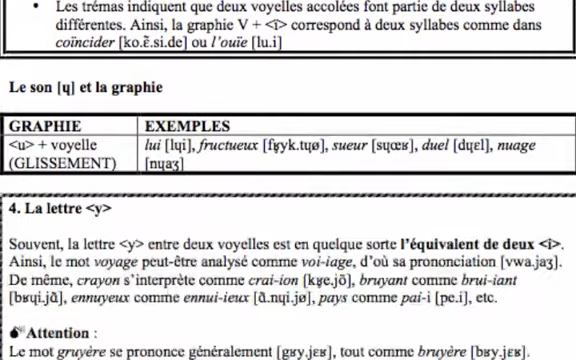 • Les trémas indiquent que deux voyelles accolées font partie de deux syllabes
différentes. Ainsi, la graphie V + <ï> correspond à deux syllabes comme dans
coïncider [ko.ɛ̃.si.de] ou l'ouïe [lu.i]
Le son [ɥ] et la graphie
GRAPHIE EXEMPLES
<u> + voyelle lui [lɥi], fructueux [fʁyk.tɥø], sueur [sɥœʁ], duel [dɥɛl], nuage
(GLISSEMENT) [nɥaʒ]
4. La lettre <y>
Souvent, la lettre <y> entre deux voyelles est en quelque sorte l'équivalent de deux <i>.
Ainsi, le mot voyage peut-être analysé comme voi-iage, d'où sa prononciation [vwa.jaʒ].
De même, crayon s'interprète comme crai-ion [kʁe.jɔ̃], bruyant comme brui-iant
[bʁɥi.jɑ̃], ennuyeux comme ennui-ieux [ɑ̃.nɥi.jø], pays comme pai-i [pe.i], etc.
Attention :
Le mot gruyère se prononce généralement [gʁy.jɛʁ], tout comme bruyère [bʁy.jɛʁ].